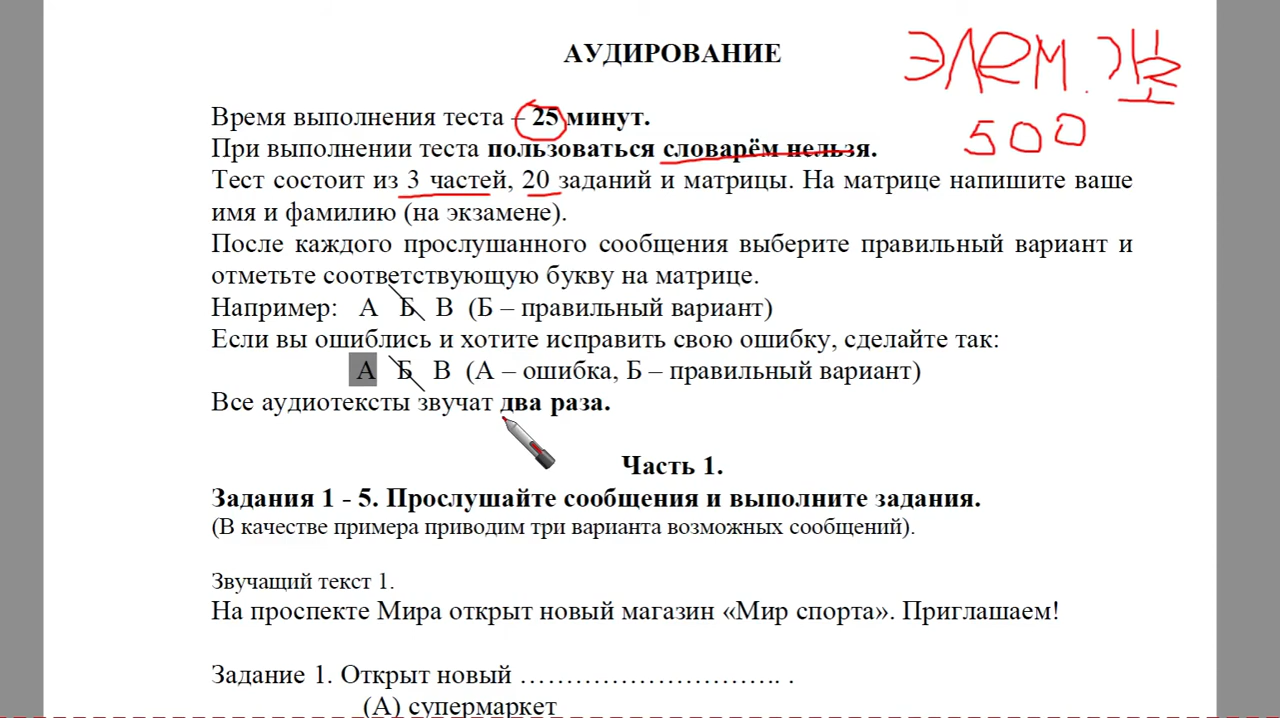 АУДИРОВАНИЕ
ЭЛЕМ.
500
Время выполнения теста – 25 минут.
При выполнении теста пользоваться словарём нельзя.
Тест состоит из 3 частей, 20 заданий и матрицы. На матрице напишите ваше
имя и фамилию (на экзамене).
После каждого прослушанного сообщения выберите правильный вариант и
отметьте соответствующую букву на матрице.
Например: А Б В (Б – правильный вариант)
Если вы ошиблись и хотите исправить свою ошибку, сделайте так:
А Б В (А – ошибка, Б – правильный вариант)
Все аудиотексты звучат два раза.
Часть 1.
Задания 1 - 5. Прослушайте сообщения и выполните задания.
(В качестве примера приводим три варианта возможных сообщений).
Звучащий текст 1.
На проспекте Мира открыт новый магазин «Мир спорта». Приглашаем!
Задание 1. Открыт новый ……………………….. .
(А) супермаркет